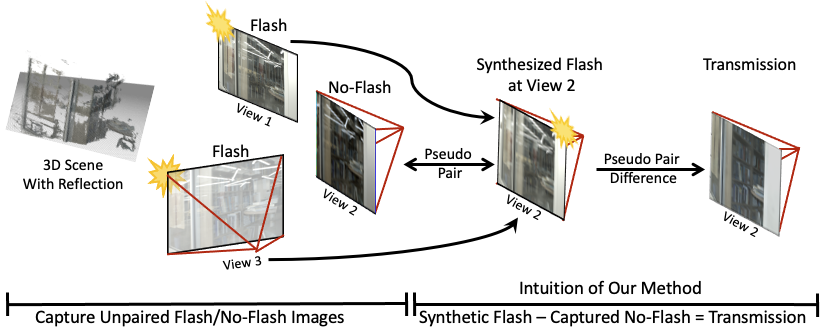 Flash
View 1
No-Flash
View 2
3D Scene
With Reflection
Flash
View 3
Pseudo
Pair
Synthesized Flash
at View 2
View 2
Pseudo Pair
Difference
Transmission
View 2
Capture Unpaired Flash/No-Flash Images
Intuition of Our Method
Synthetic Flash – Captured No-Flash = Transmission